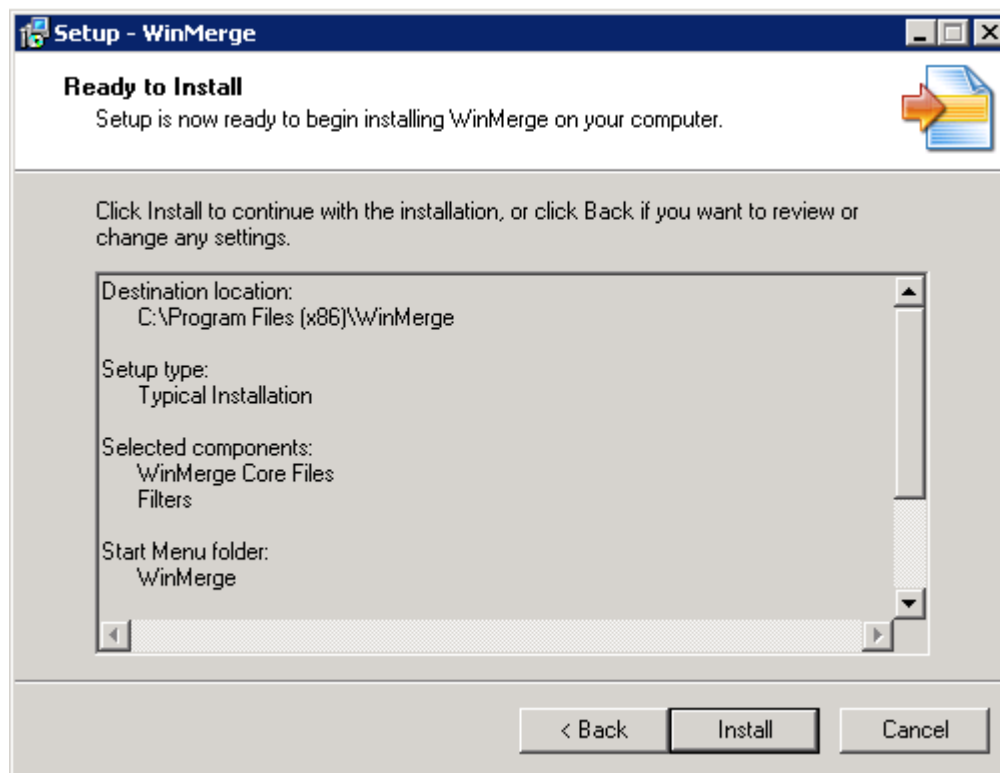 Setup - WinMerge
Ready to Install
Setup is now ready to begin installing WinMerge on your computer.
Click Install to continue with the installation, or click Back if you want to review or
change any settings.
Destination location:
C:\Program Files (x86)\WinMerge
Setup type:
Typical Installation
Selected components:
WinMerge Core Files
Filters
Start Menu folder:
WinMerge
< Back
Install
Cancel